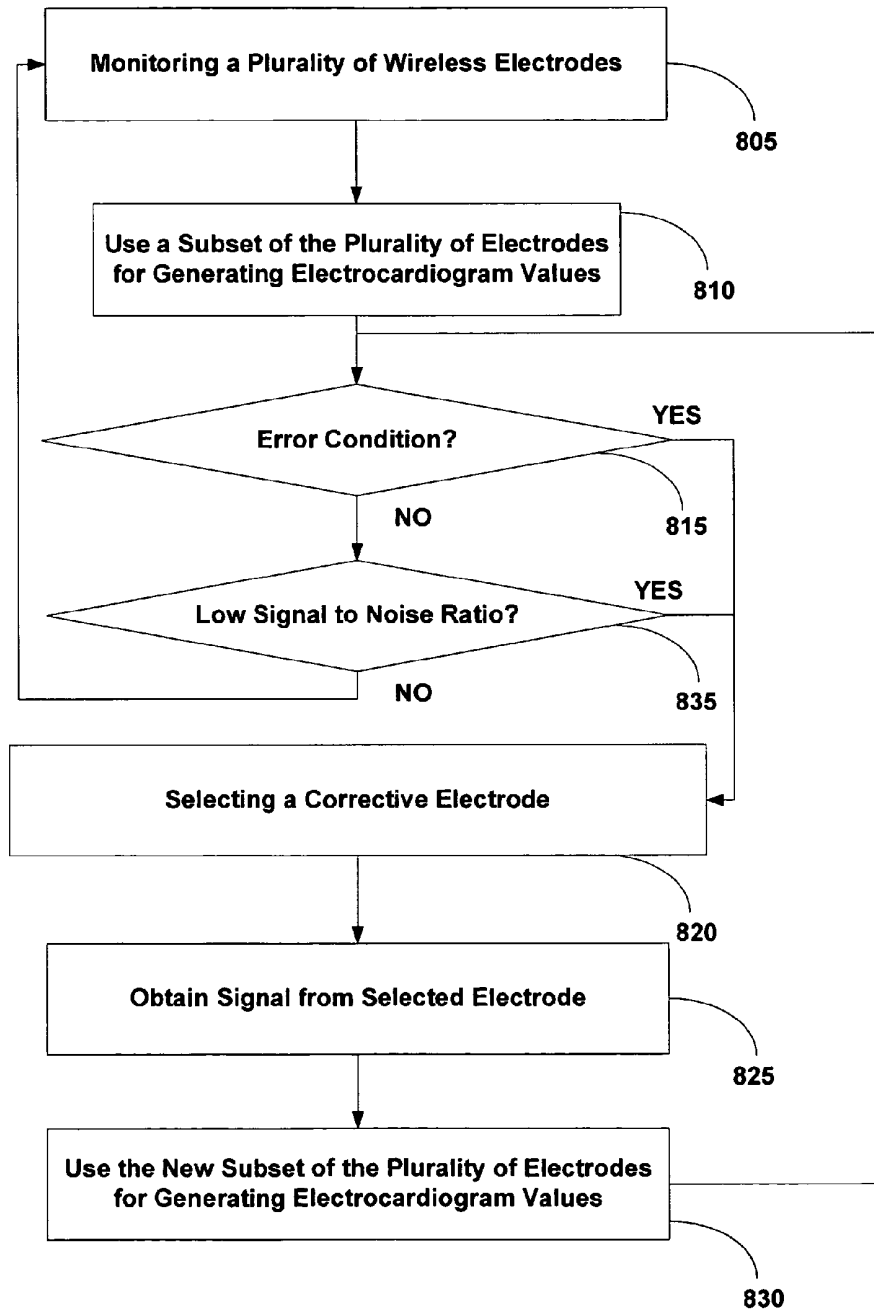 Monitoring a Plurality of Wireless Electrodes
805
Use a Subset of the Plurality of Electrodes
for Generating Electrocardiogram Values
810
YES
Error Condition?
815
NO
YES
Low Signal to Noise Ratio?
NO
835
Selecting a Corrective Electrode
820
Obtain Signal from Selected Electrode
825
Use the New Subset of the Plurality of Electrodes
for Generating Electrocardiogram Values
830